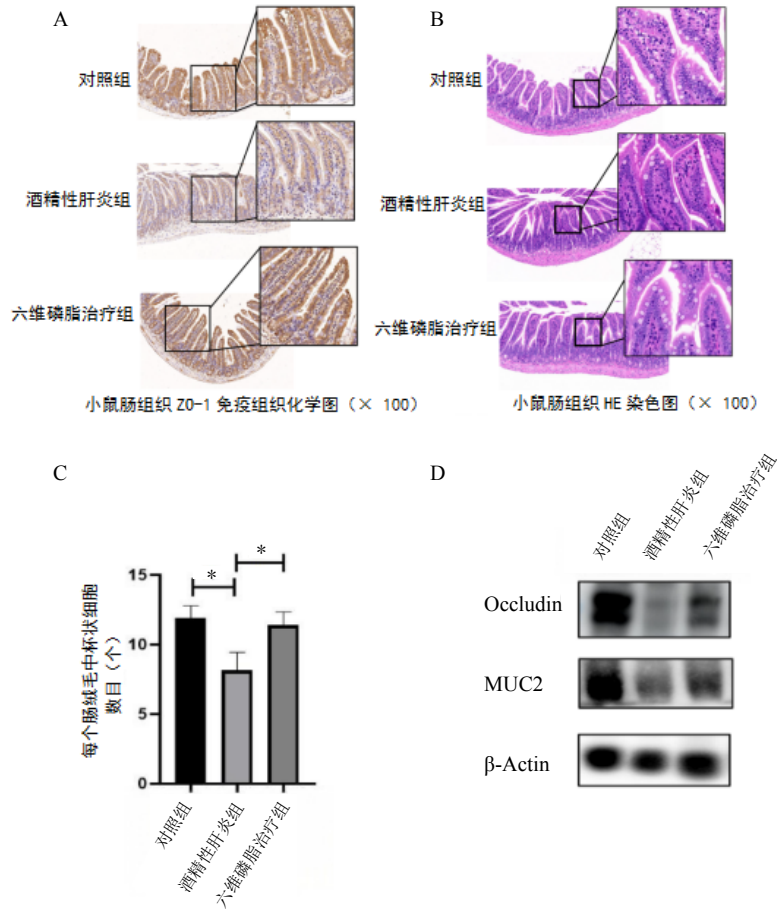 A
B
对照组
对照组
酒精性肝炎组
酒精性肝炎组
六维磷脂治疗组
六维磷脂治疗组
小鼠肠组织 ZO-1 免疫组织化学图（× 100）
小鼠肠组织 HE 染色图（× 100）
C
D
每个肠绒毛中杯状细胞
数目（个）
15
10
5
0
*
*
对照组
酒精性肝炎组
六维磷脂治疗组
对照组
酒精性肝炎组
六维磷脂治疗组
Occludin
MUC2
β-Actin